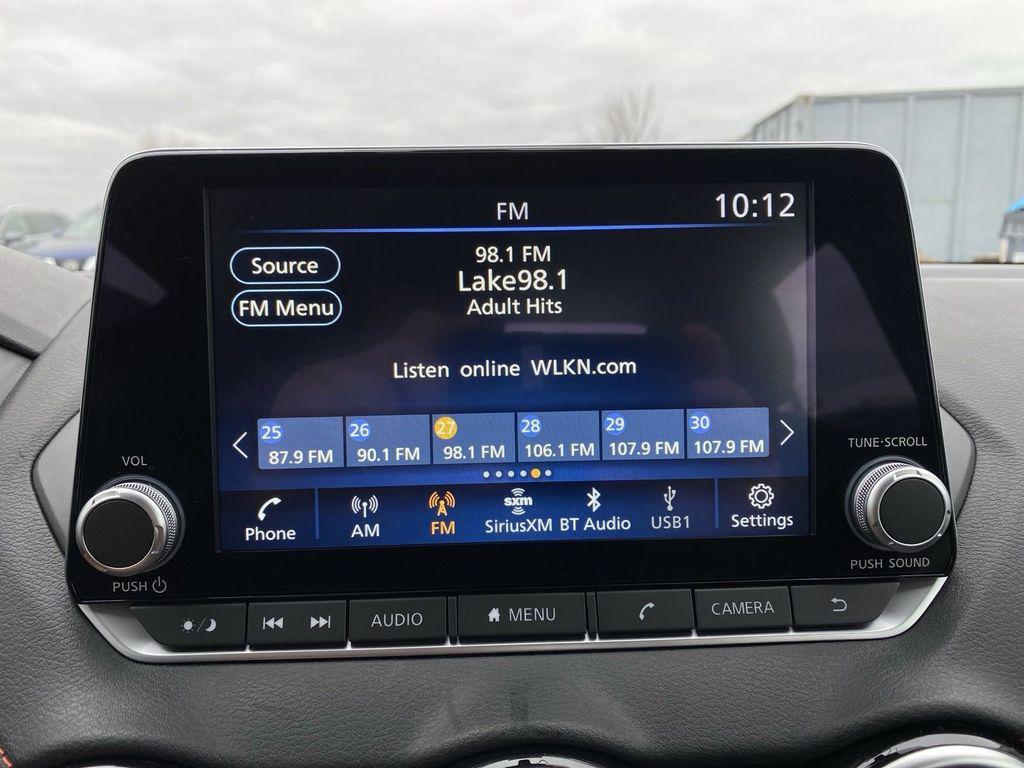 FM
10:12
Source
98.1 FM
Lake98.1
FM Menu
Adult Hits
Listen online WLKN.com
25 26 27 28 29 30
87.9 FM 90.1 FM 98.1 FM 106.1 FM 107.9 FM 107.9 FM
VOL
TUNE·SCROLL
sxm
Phone AM FM SiriusXM BT Audio USB1 Settings
PUSH
PUSH SOUND
AUDIO MENU CAMERA